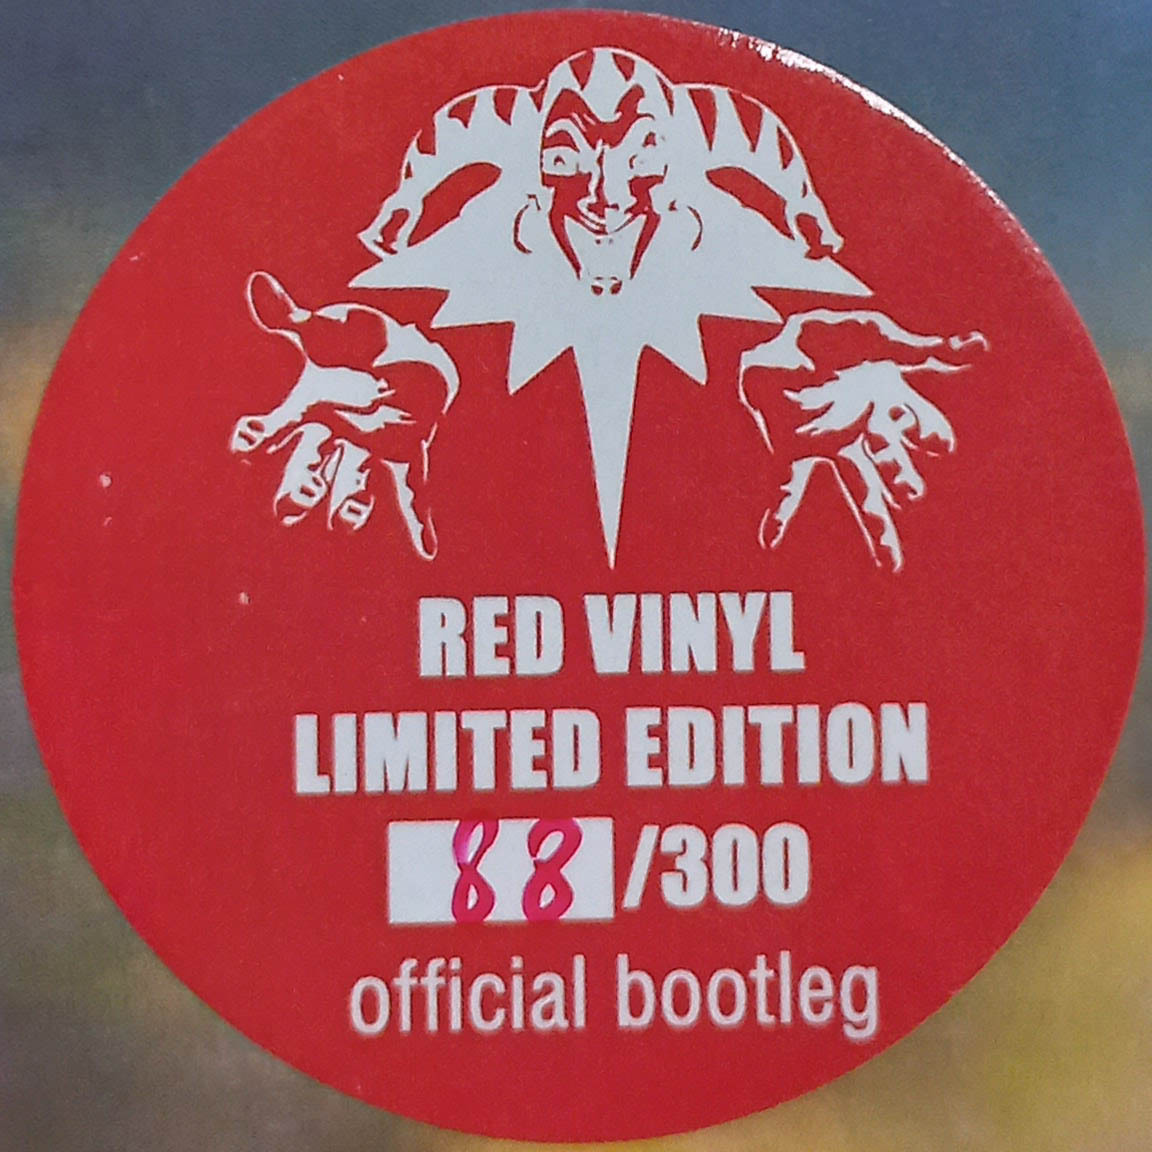 RED VINYL
LIMITED EDITION
88/300
official bootleg